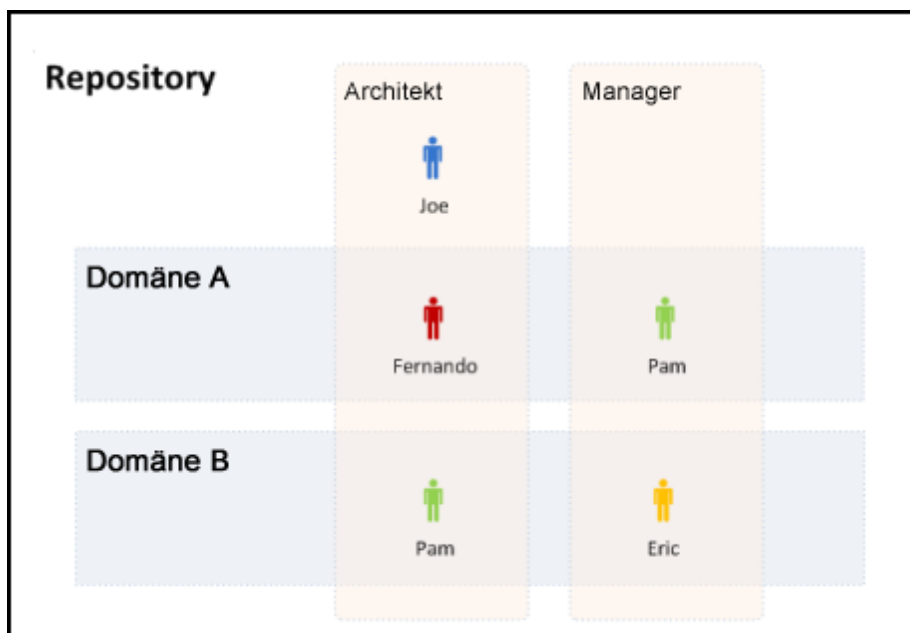 Repository
Architekt
Manager
Joe
Domäne A
Fernando
Pam
Domäne B
Pam
Eric